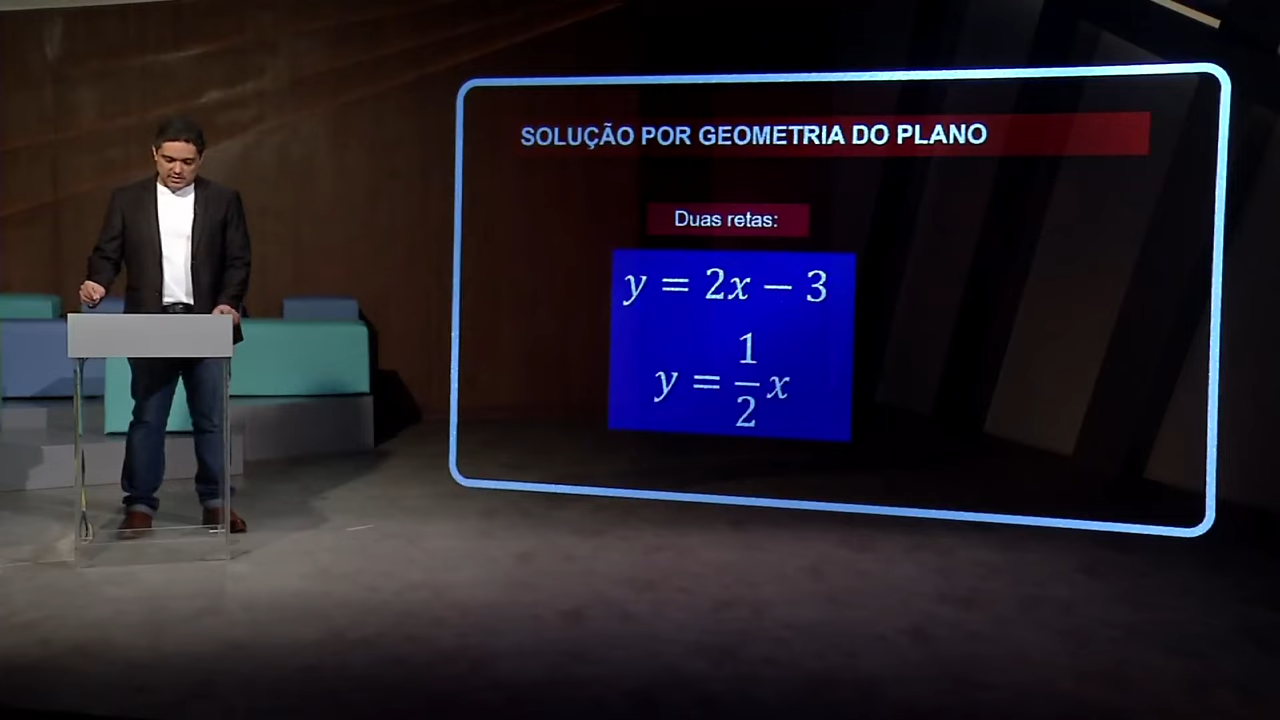 SOLUÇÃO POR GEOMETRIA DO PLANO
Duas retas:
y = 2x − 3
y = 1/2 x